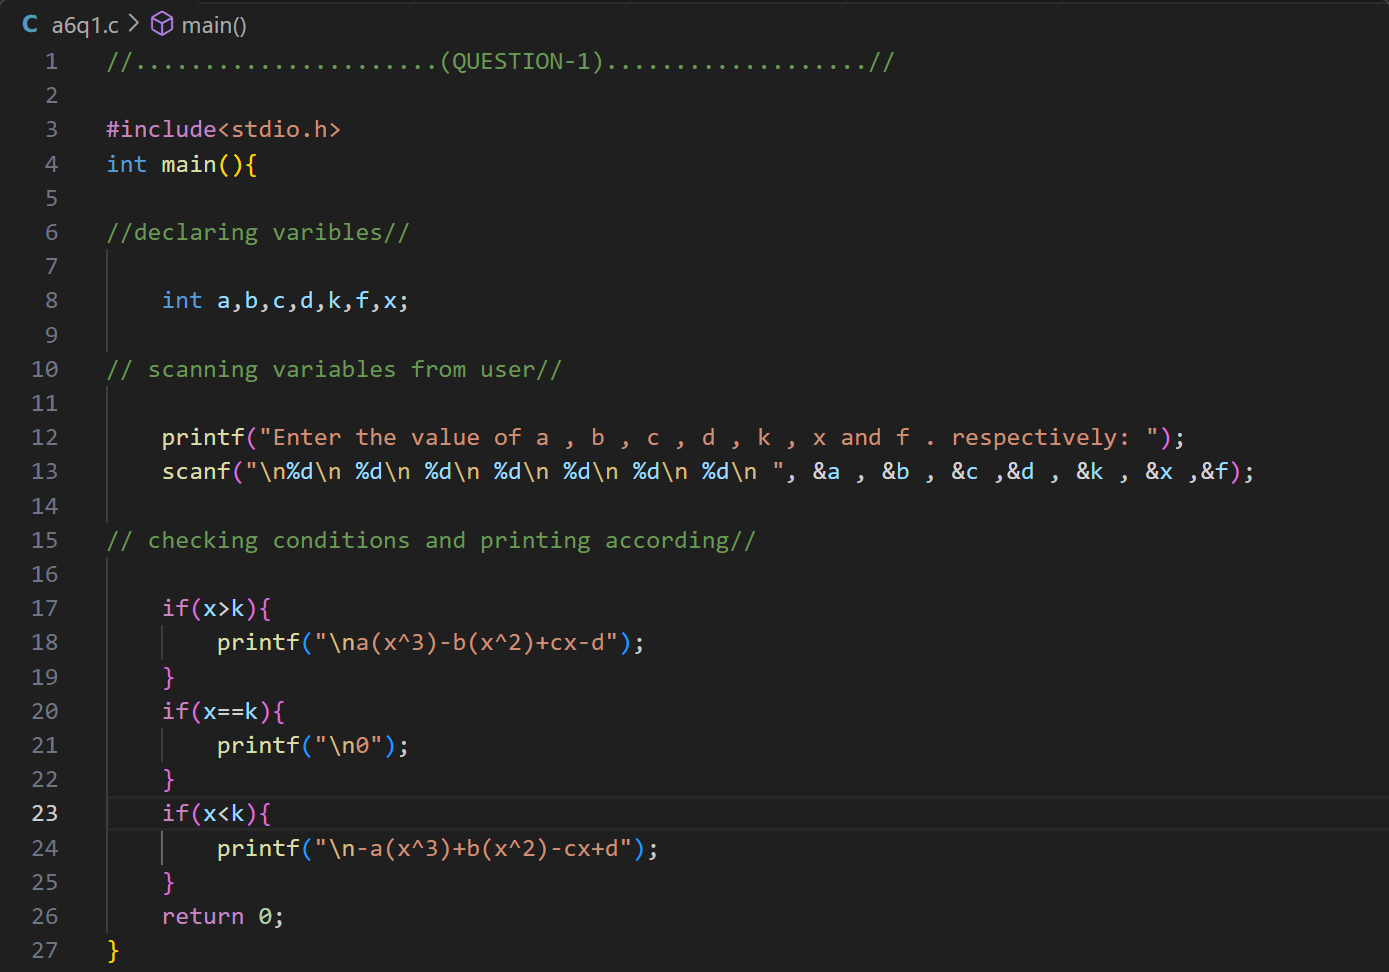 C a6q1.c > main()
1 //......................(QUESTION-1)...................//
2
3 #include<stdio.h>
4 int main(){
5
6 //declaring varibles//
7
8     int a,b,c,d,k,f,x;
9
10 // scanning variables from user//
11
12     printf("Enter the value of a , b , c , d , k , x and f . respectively: ");
13     scanf("\n%d\n %d\n %d\n %d\n %d\n %d\n %d\n ", &a , &b , &c ,&d , &k , &x ,&f);
14
15 // checking conditions and printing according//
16
17     if(x>k){
18         printf("\na(x^3)-b(x^2)+cx-d");
19     }
20     if(x==k){
21         printf("\n0");
22     }
23     if(x<k){
24         printf("\n-a(x^3)+b(x^2)-cx+d");
25     }
26     return 0;
27 }